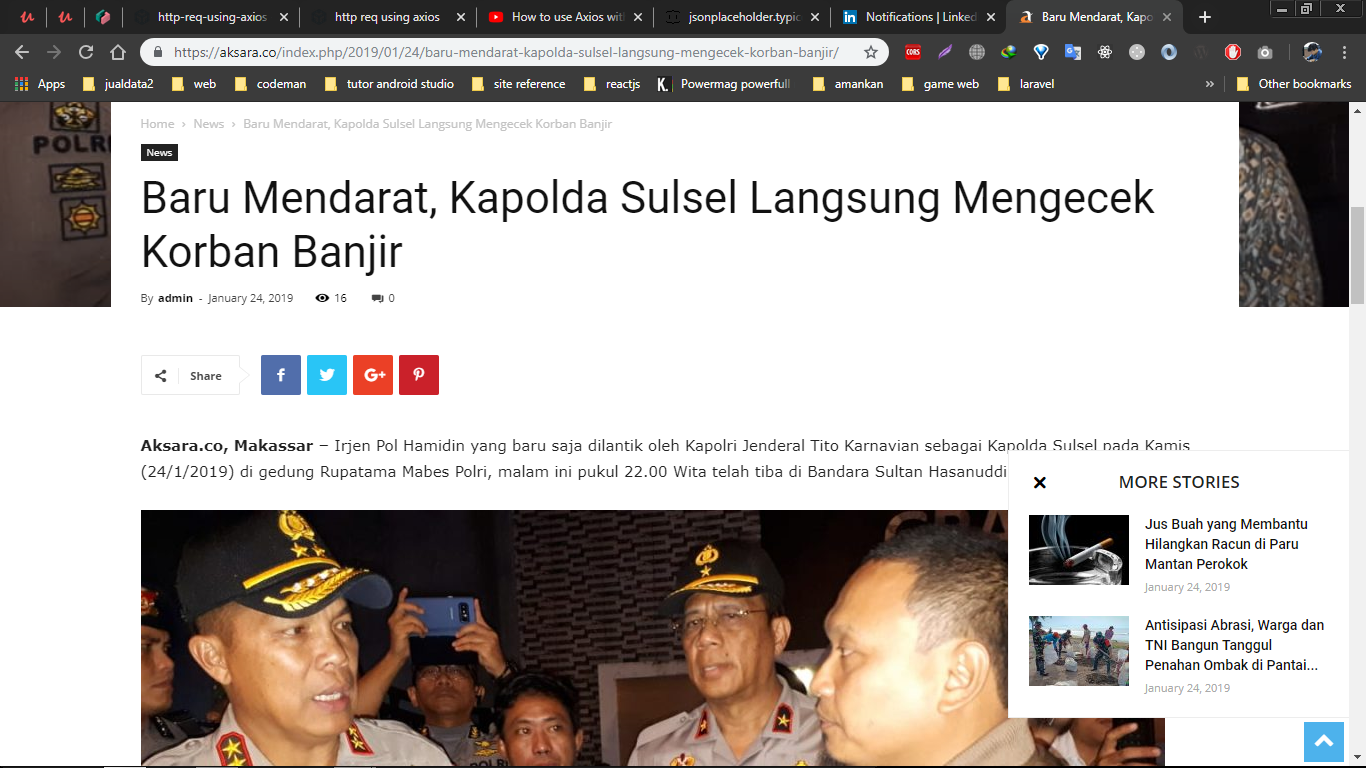 http-req-using-axios
http req using axios
How to use Axios wit
jsonplaceholder.typic
Notifications | Linked
Baru Mendarat, Kapo
https://aksara.co/index.php/2019/01/24/baru-mendarat-kapolda-sulsel-langsung-mengecek-korban-banjir/
CORS
Apps
jualdata2
web
codeman
tutor android studio
site reference
reactjs
Powermag powerfull
amankan
game web
laravel
Other bookmarks
POLRI
Home > News > Baru Mendarat, Kapolda Sulsel Langsung Mengecek Korban Banjir
News
Baru Mendarat, Kapolda Sulsel Langsung Mengecek
Korban Banjir
By admin - January 24, 2019 16 0
Share
Aksara.co, Makassar – Irjen Pol Hamidin yang baru saja dilantik oleh Kapolri Jenderal Tito Karnavian sebagai Kapolda Sulsel pada Kamis
(24/1/2019) di gedung Rupatama Mabes Polri, malam ini pukul 22.00 Wita telah tiba di Bandara Sultan Hasanuddi
MORE STORIES
Jus Buah yang Membantu
Hilangkan Racun di Paru
Mantan Perokok
January 24, 2019
Antisipasi Abrasi, Warga dan
TNI Bangun Tanggul
Penahan Ombak di Pantai...
January 24, 2019